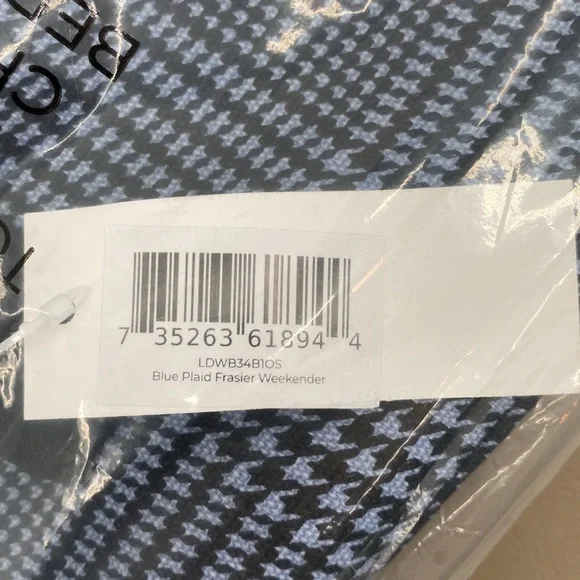 7 35263 61894 4
LDWB34B1OS
Blue Plaid Frasier Weekender